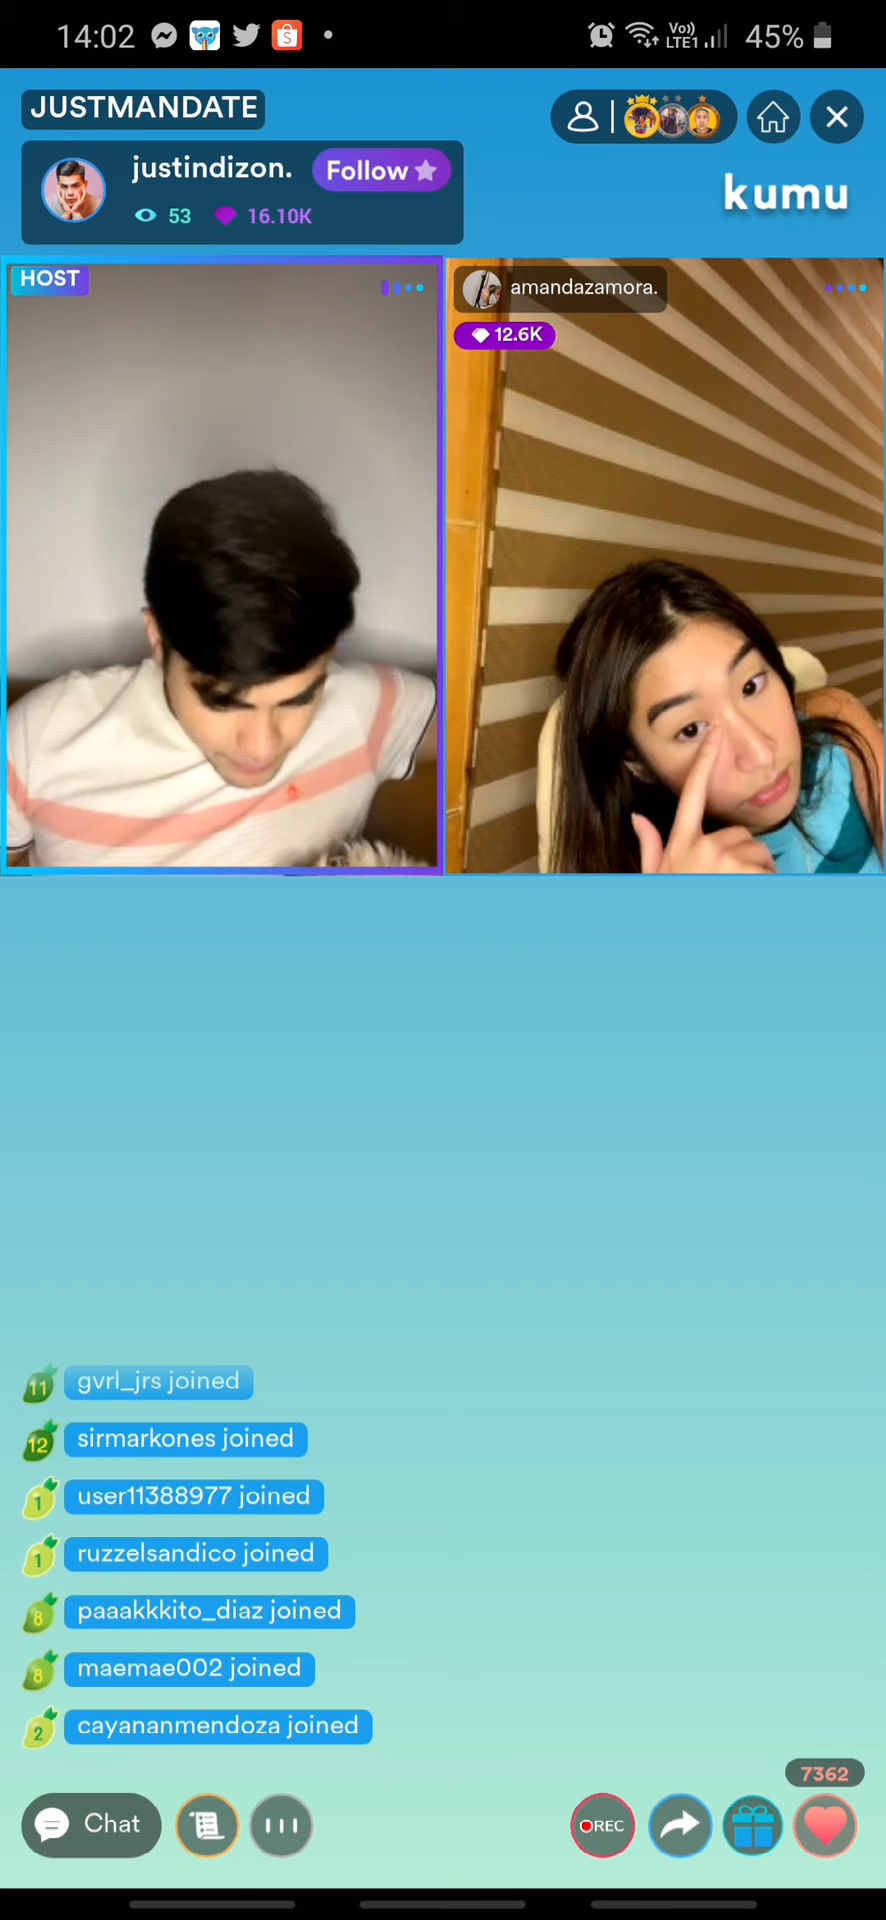 14:02
Vo))
LTE1
45%
JUSTMANDATE
justindizon.
Follow
53
16.10K
kumu
HOST
amandazamora.
12.6K
11 gvrl_jrs joined
12 sirmarkones joined
1 user11388977 joined
1 ruzzelsandico joined
8 paaakkkito_diaz joined
8 maemae002 joined
2 cayananmendoza joined
7362
Chat
REC